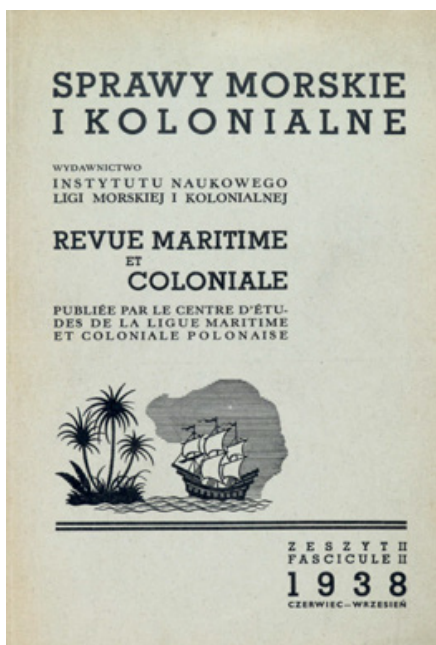 SPRAWY MORSKIE
I KOLONIALNE
WYDAWNICTWO
INSTYTUTU NAUKOWEGO
LIGI MORSKIEJ I KOLONIALNEJ
REVUE MARITIME
ET
COLONIALE
PUBLIÉE PAR LE CENTRE D'ÉTU-
DES DE LA LIGUE MARITIME
ET COLONIALE POLONAISE
ZESZYT II
FASCICULE II
1938
CZERWIEC—WRZESIEŃ